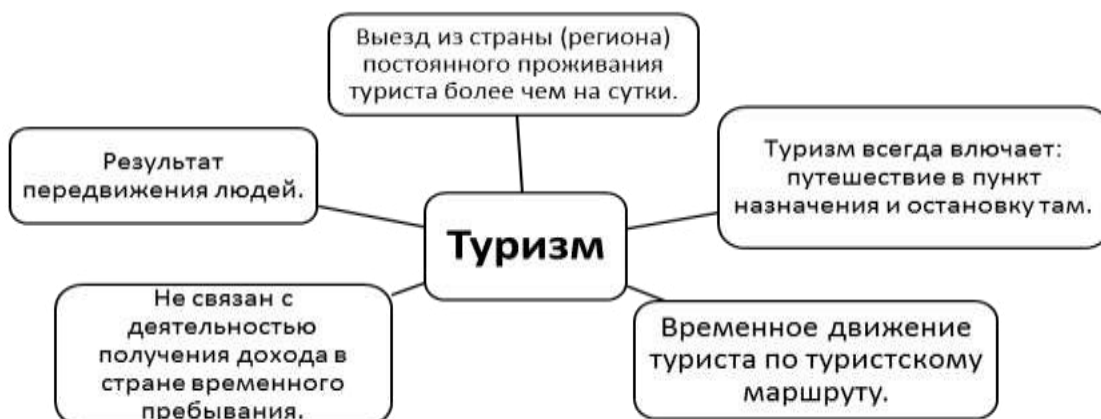 Выезд из страны (региона)
постоянного проживания
туриста более чем на сутки.
Результат
передвижения людей.
Туризм всегда влючает:
путешествие в пункт
назначения и остановку там.
Туризм
Не связан с
деятельностью
получения дохода в
стране временного
пребывания.
Временное движение
туриста по туристскому
маршруту.